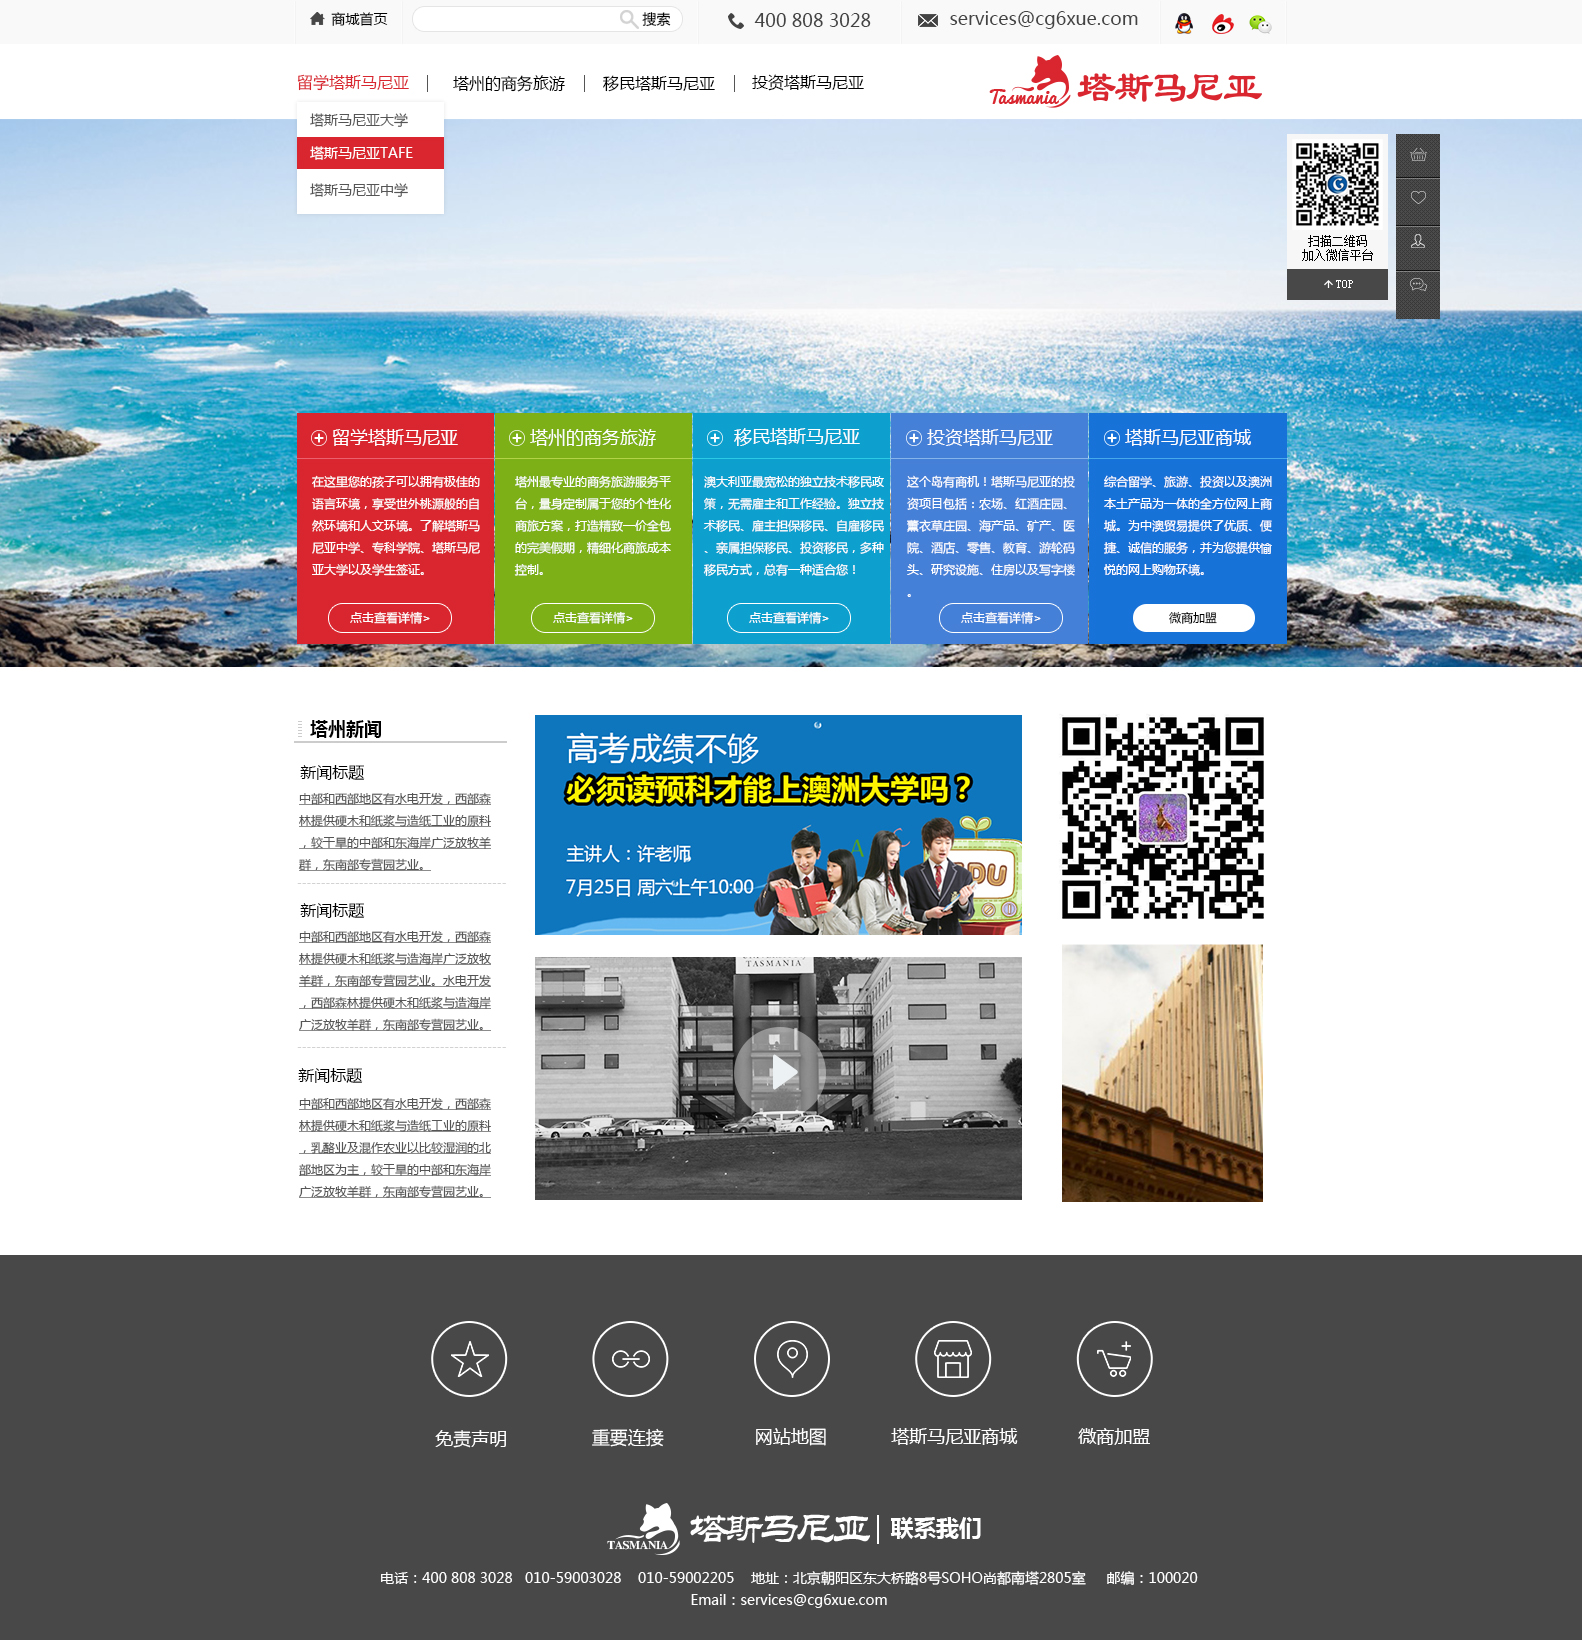 商城首页
搜索
400 808 3028
services@cg6xue.com
留学塔斯马尼亚
塔州的商务旅游
移民塔斯马尼亚
投资塔斯马尼亚
Tasmania 塔斯马尼亚
塔斯马尼亚大学
塔斯马尼亚TAFE
塔斯马尼亚中学
扫描二维码
加入微信平台
TOP
留学塔斯马尼亚
在这里您的孩子可以拥有极佳的
语言环境，享受世外桃源般的自
然环境和人文环境。了解塔斯马
尼亚中学、专科学院、塔斯马尼
亚大学以及学生签证。
点击查看详情>
塔州的商务旅游
塔州最专业的商务旅游服务平
台，量身定制属于您的个性化
商旅方案，打造精致一价全包
的完美假期，精细化商旅成本
控制。
点击查看详情>
移民塔斯马尼亚
澳大利亚最宽松的独立技术移民政
策，无需雇主和工作经验。独立技
术移民、雇主担保移民、自雇移民
、亲属担保移民、投资移民，多种
移民方式，总有一种适合您！
点击查看详情>
投资塔斯马尼亚
这个岛有商机！塔斯马尼亚的投
资项目包括：农场、红酒庄园、
薰衣草庄园、海产品、矿产、医
院、酒店、零售、教育、游轮码
头、研究设施、住房以及写字楼
。
点击查看详情>
塔斯马尼亚商城
综合留学、旅游、投资以及澳洲
本土产品为一体的全方位网上商
城。为中澳贸易提供了优质、便
捷、诚信的服务，并为您提供愉
悦的网上购物环境。
微商加盟
塔州新闻
新闻标题
中部和西部地区有水电开发，西部森
林提供硬木和纸浆与造纸工业的原料
，较干旱的中部和东海岸广泛放牧羊
群，东南部专营园艺业。
新闻标题
中部和西部地区有水电开发，西部森
林提供硬木和纸浆与造海岸广泛放牧
羊群，东南部专营园艺业。水电开发
，西部森林提供硬木和纸浆与造海岸
广泛放牧羊群，东南部专营园艺业。
新闻标题
中部和西部地区有水电开发，西部森
林提供硬木和纸浆与造纸工业的原料
，乳酪业及混作农业以比较湿润的北
部地区为主，较干旱的中部和东海岸
广泛放牧羊群，东南部专营园艺业。
高考成绩不够
必须读预科才能上澳洲大学吗？
主讲人：许老师
7月25日 周六上午10:00
EDU
TASMANIA
免责声明
重要连接
网站地图
塔斯马尼亚商城
微商加盟
TASMANIA 塔斯马尼亚 | 联系我们
电话：400 808 3028 010-59003028 010-59002205 地址：北京朝阳区东大桥路8号SOHO尚都南塔2805室 邮编：100020
Email：services@cg6xue.com